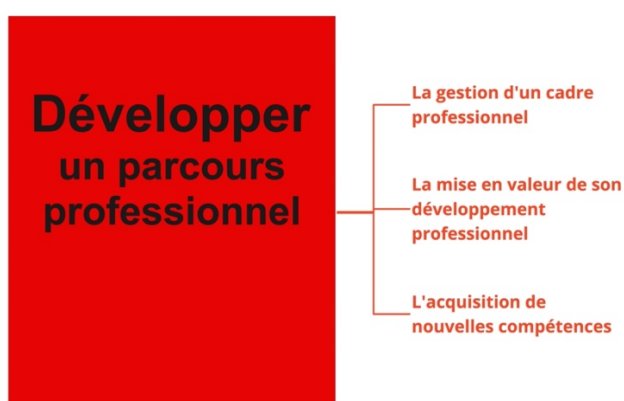 Développer
un parcours
professionnel
La gestion d'un cadre
professionnel
La mise en valeur de son
développement
professionnel
L'acquisition de
nouvelles compétences